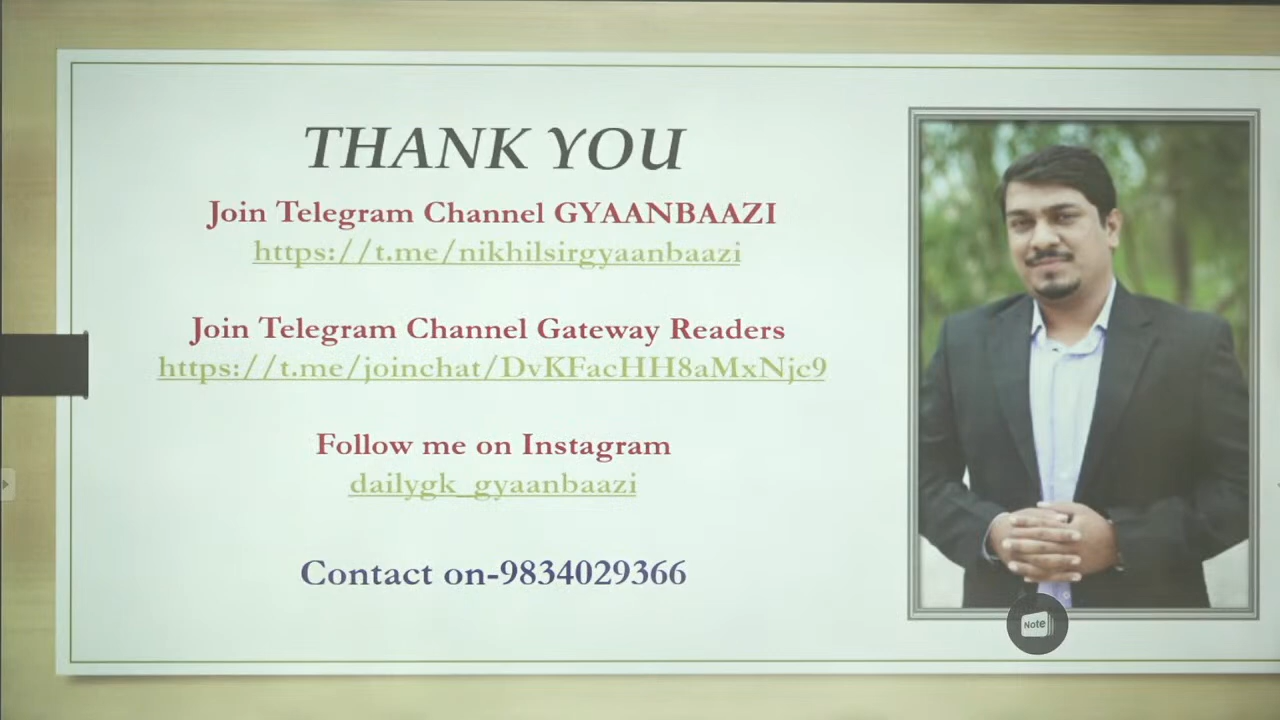 THANK YOU
Join Telegram Channel GYAANBAAZI
https://t.me/nikhilsirgyaanbaazi
Join Telegram Channel Gateway Readers
https://t.me/joinchat/DvKFacHH8aMxNjc9
Follow me on Instagram
dailygk_gyaanbaazi
Contact on-9834029366
Note